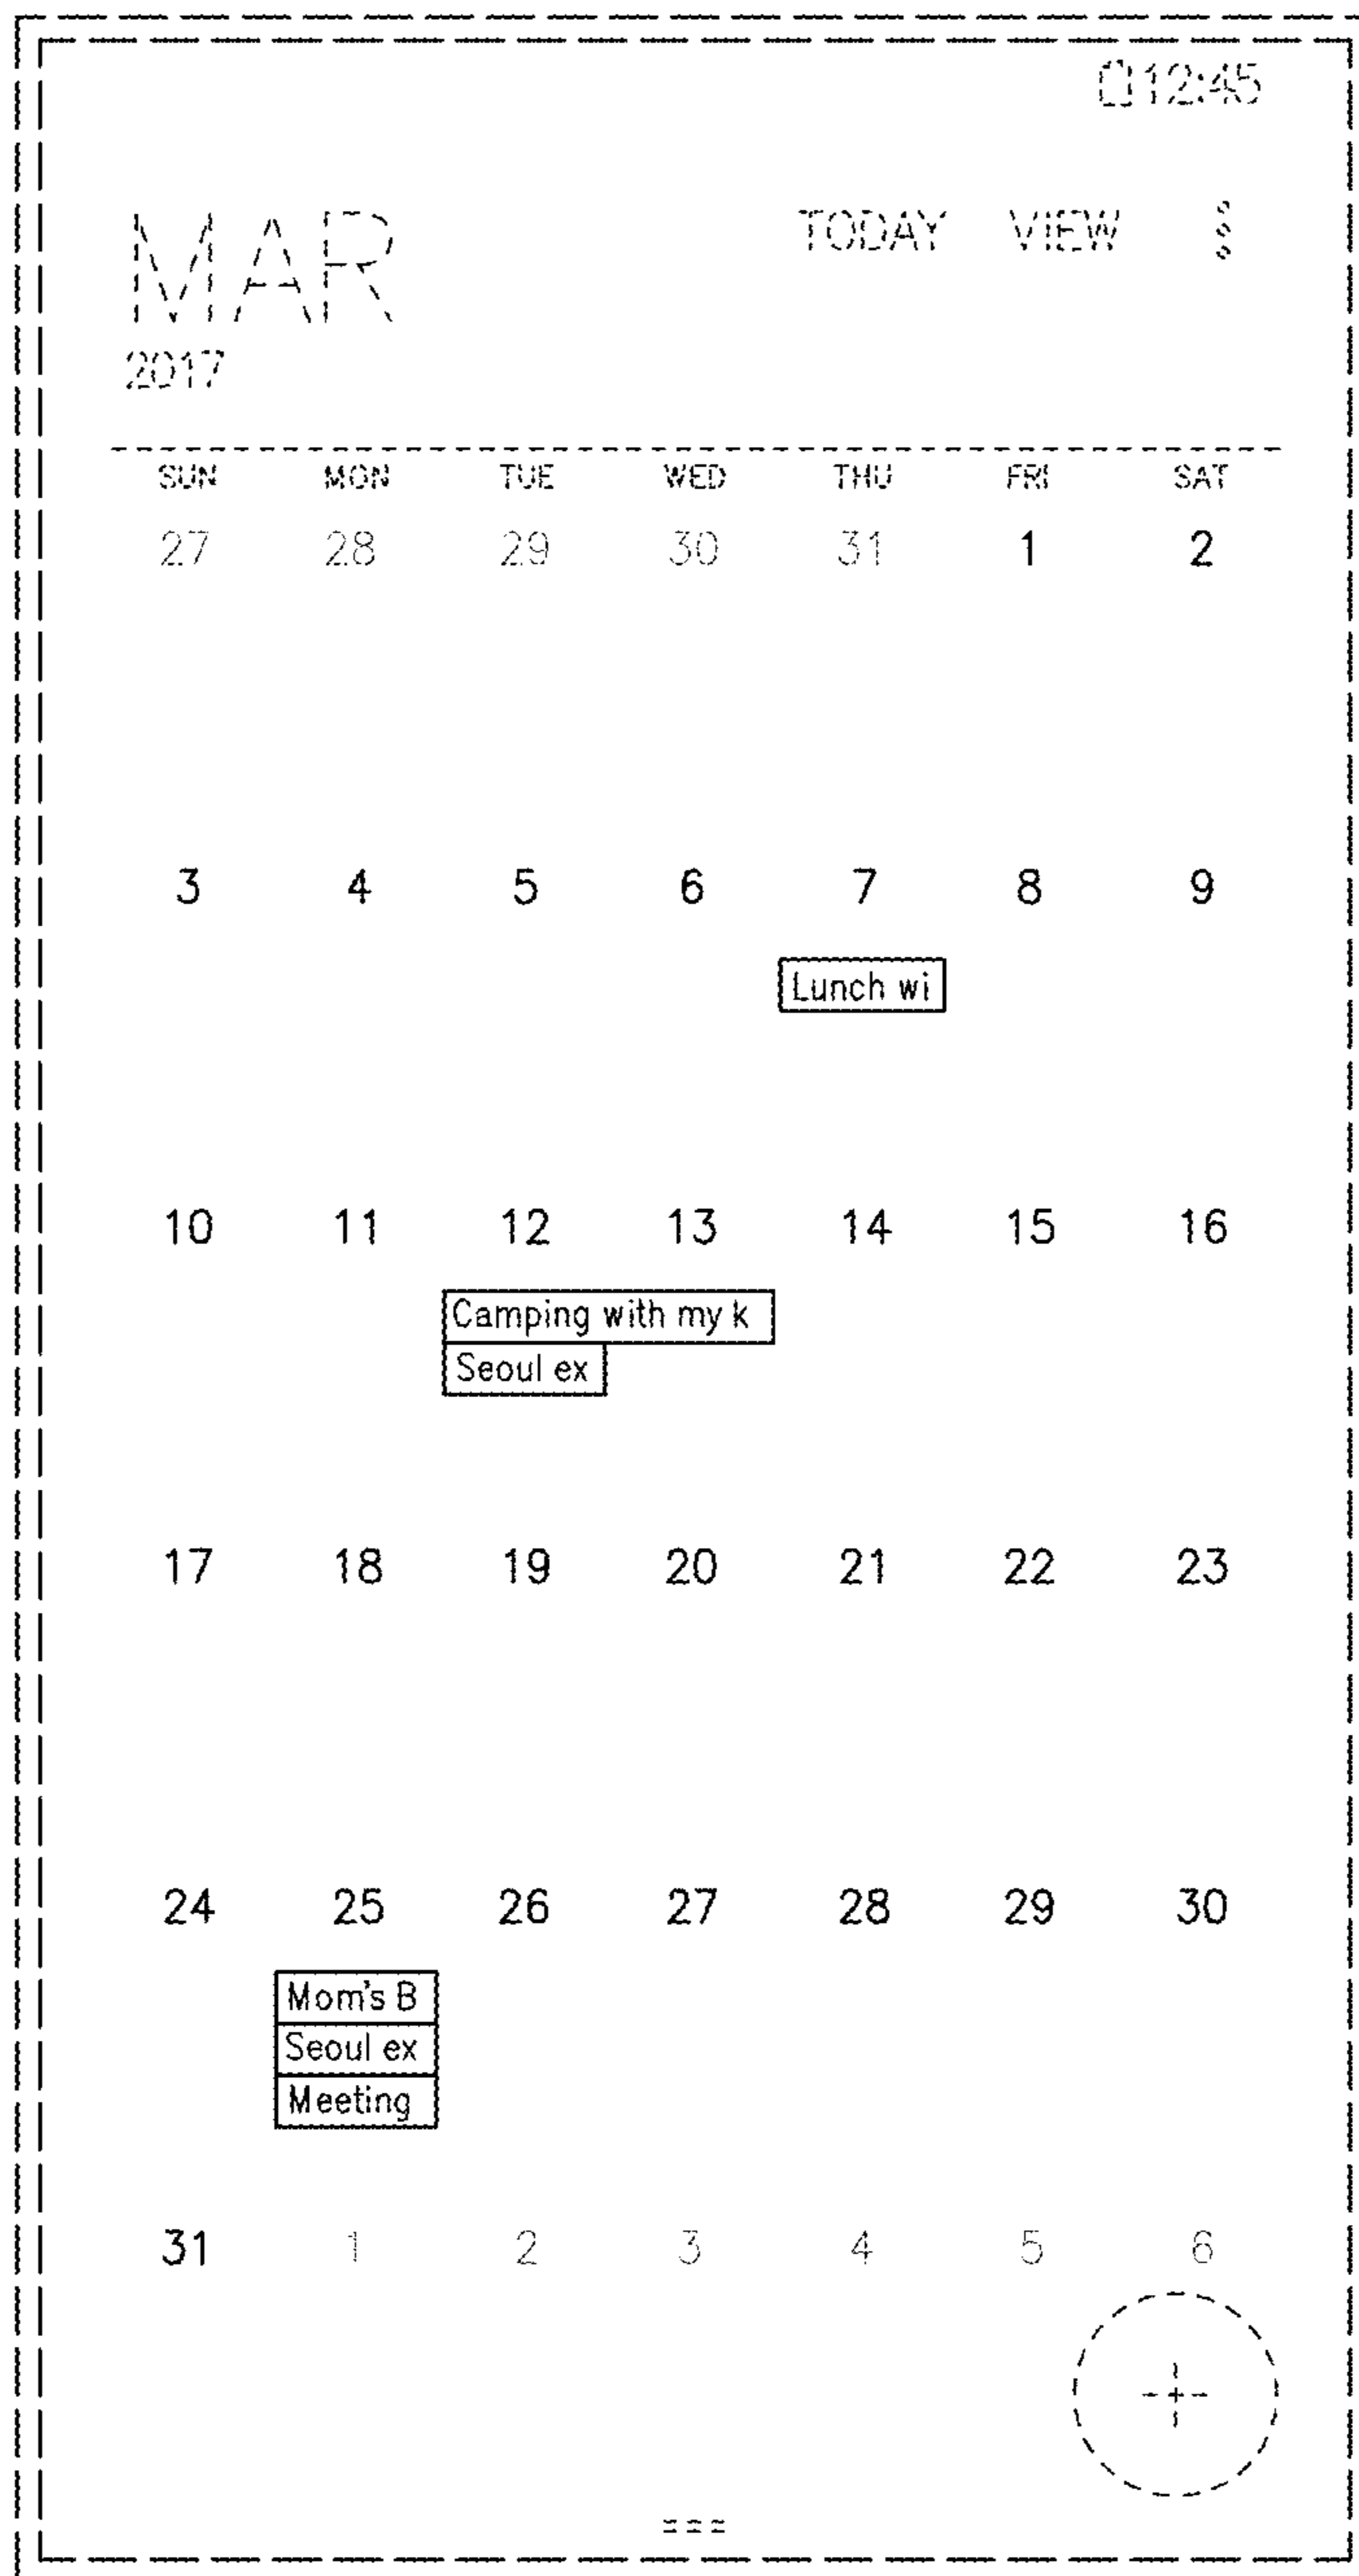 12:45
MAR TODAY VIEW
2017
SUN MON TUE WED THU FRI SAT
27 28 29 30 31 1 2
3 4 5 6 7 8 9
Lunch wi
10 11 12 13 14 15 16
Camping with my k
Seoul ex
17 18 19 20 21 22 23
24 25 26 27 28 29 30
Mom's B
Seoul ex
Meeting
31 1 2 3 4 5 6